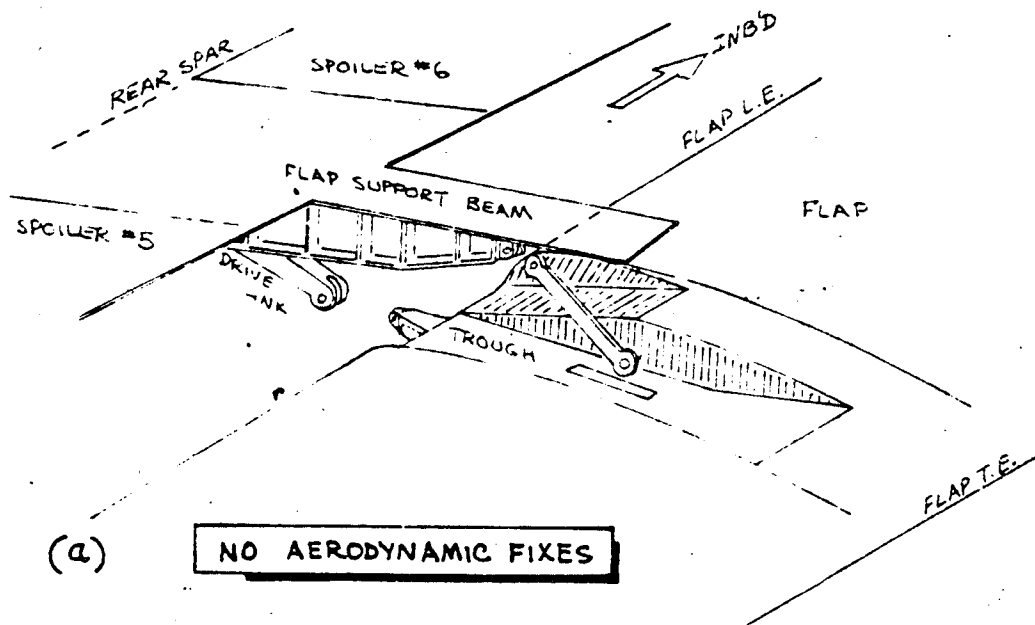 INB'D
REAR SPAR
SPOILER #6
FLAP L.E.
FLAP SUPPORT BEAM
FLAP
SPOILER #5
DRIVE
TROUGH
FLAP T.E.
(a)
NO AERODYNAMIC FIXES